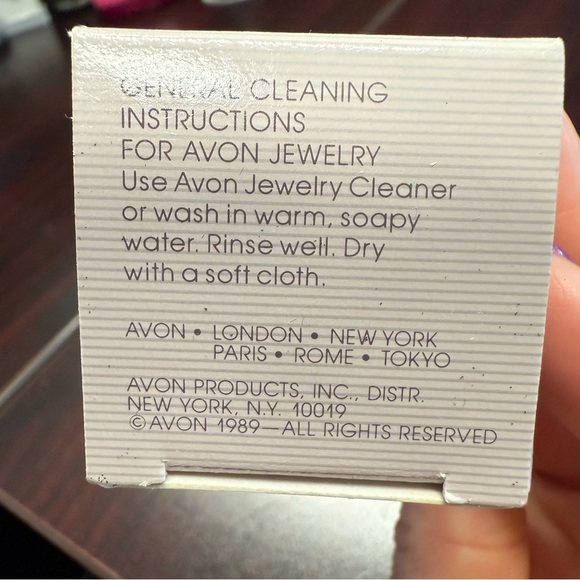 GENERAL CLEANING
INSTRUCTIONS
FOR AVON JEWELRY
Use Avon Jewelry Cleaner
or wash in warm, soapy
water. Rinse well. Dry
with a soft cloth.
AVON • LONDON • NEW YORK
PARIS • ROME • TOKYO
AVON PRODUCTS, INC., DISTR.
NEW YORK, N.Y. 10019
©AVON 1989—ALL RIGHTS RESERVED